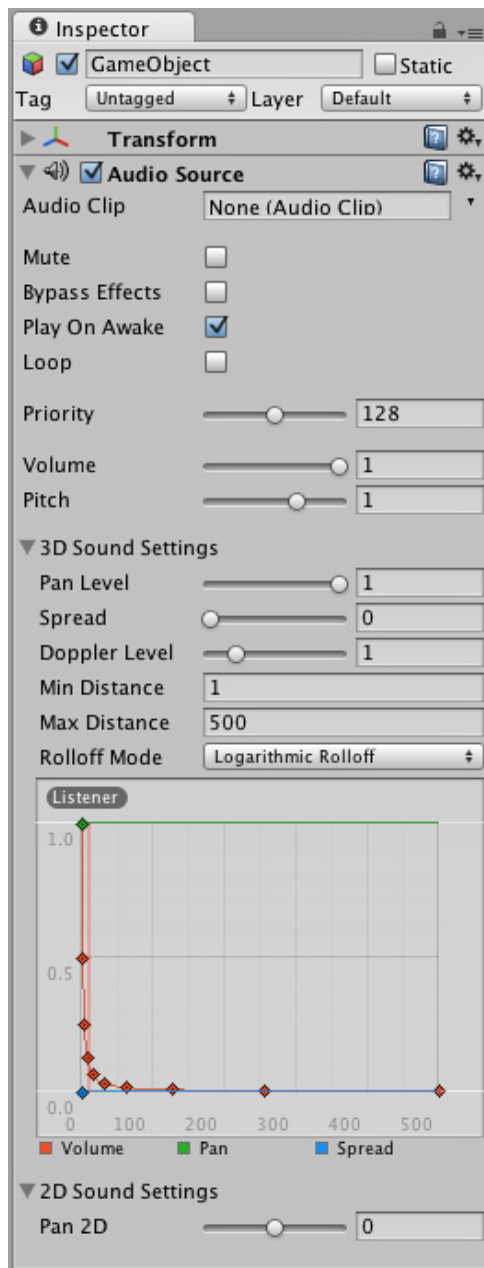 Inspector
GameObject Static
Tag Untagged Layer Default
Transform
Audio Source
Audio Clip None (Audio Clip)
Mute
Bypass Effects
Play On Awake
Loop
Priority 128
Volume 1
Pitch 1
3D Sound Settings
Pan Level 1
Spread 0
Doppler Level 1
Min Distance 1
Max Distance 500
Rolloff Mode Logarithmic Rolloff
Listener
1.0
0.5
0.0
0 100 200 300 400 500
Volume Pan Spread
2D Sound Settings
Pan 2D 0